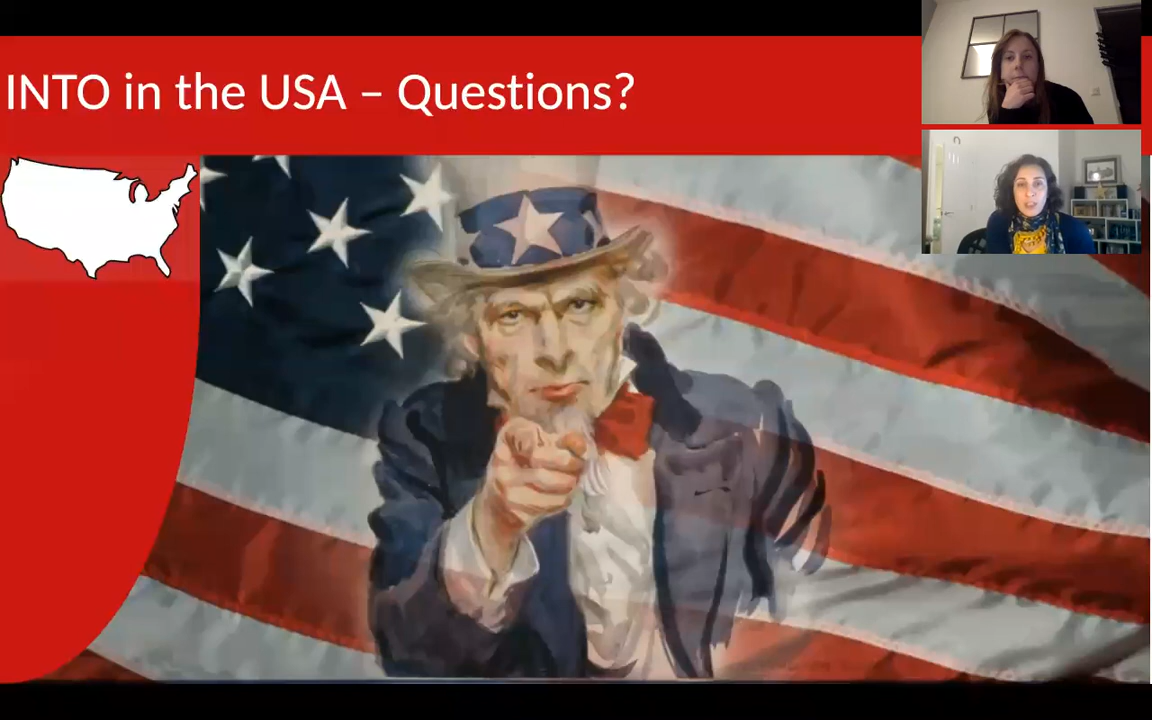 INTO in the USA – Questions?